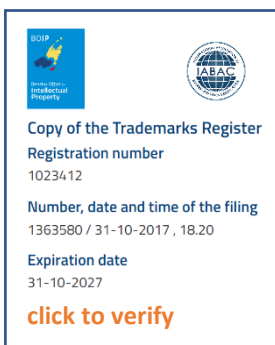 BOIP
IABAC
Benelux Office for
Intellectual
Property
Copy of the Trademarks Register
Registration number
1023412
Number, date and time of the filing
1363580 / 31-10-2017 , 18.20
Expiration date
31-10-2027
click to verify